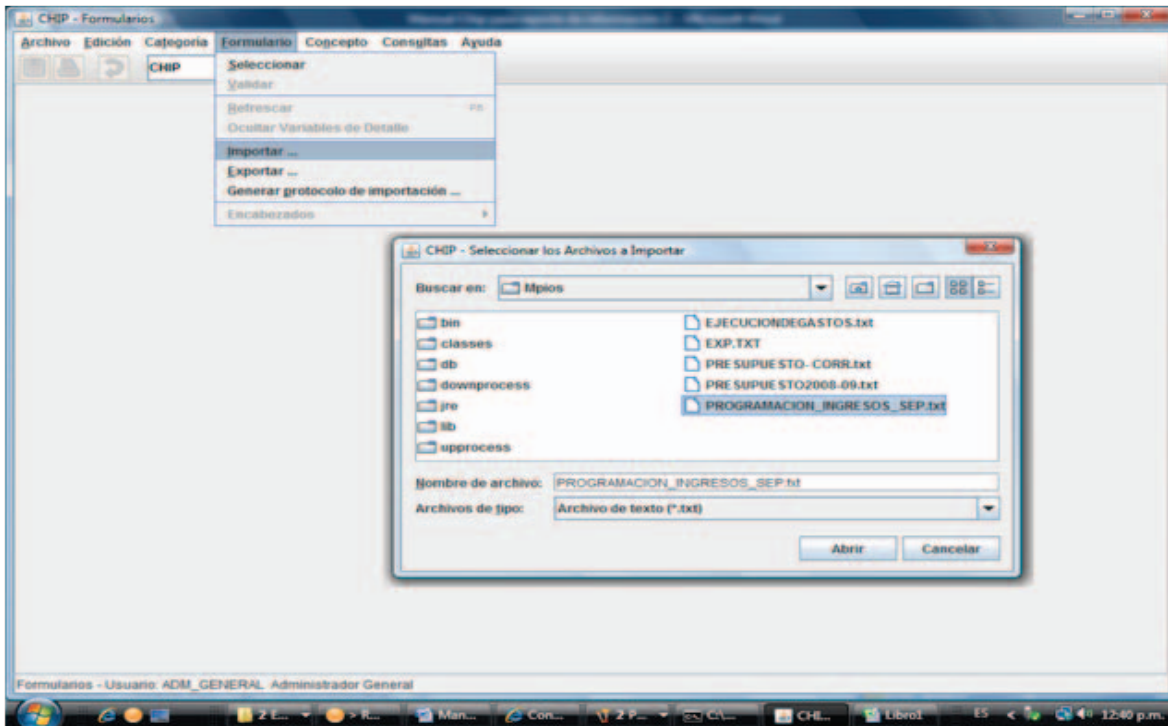 CHIP - Formularios
Archivo Edición Categoría Formulario Concepto Consultas Ayuda
CHIP
Seleccionar
Validar
Refrescar
Ocultar Variables de Detalle
Importar ...
Exportar ...
Generar protocolo de importación ...
Encabezados
CHIP - Seleccionar los Archivos a Importar
Buscar en: Mpios
bin
classes
db
downprocess
jre
lib
upprocess
EJECUCIONDEGASTOS.txt
EXP.TXT
PRESUPUESTO- CORR.txt
PRESUPUESTO2008-09.txt
PROGRAMACION_INGRESOS_SEP.txt
Nombre de archivo: PROGRAMACION_INGRESOS_SEP.txt
Archivos de tipo: Archivo de texto (*.txt)
Abrir Cancelar
Formularios - Usuario: ADM_GENERAL Administrador General
2 E... > R... Man... Con... 2 P... C:\... CHI... Libro1 ES 12:40 p.m.